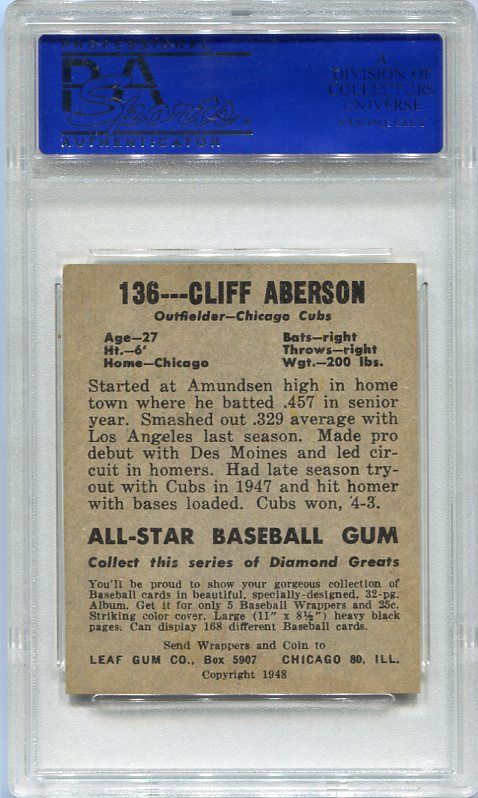 PROFESSIONAL
PSA
Sports
AUTHENTICATOR
A
DIVISION OF
COLLECTORS
UNIVERSE
NASDAQ: CLCT
136---CLIFF ABERSON
Outfielder—Chicago Cubs
Age—27 Bats—right
Ht.—6' Throws—right
Home—Chicago Wgt.—200 lbs.
Started at Amundsen high in home
town where he batted .457 in senior
year. Smashed out .329 average with
Los Angeles last season. Made pro
debut with Des Moines and led cir-
cuit in homers. Had late season try-
out with Cubs in 1947 and hit homer
with bases loaded. Cubs won, 4-3.
ALL-STAR BASEBALL GUM
Collect this series of Diamond Greats
You'll be proud to show your gorgeous collection of
Baseball cards in beautiful, specially-designed, 32-pg.
Album. Get it for only 5 Baseball Wrappers and 25c.
Striking color cover. Large (11" x 8½") heavy black
pages. Can display 168 different Baseball cards.
Send Wrappers and Coin to
LEAF GUM CO., Box 5907 CHICAGO 80, ILL.
Copyright 1948